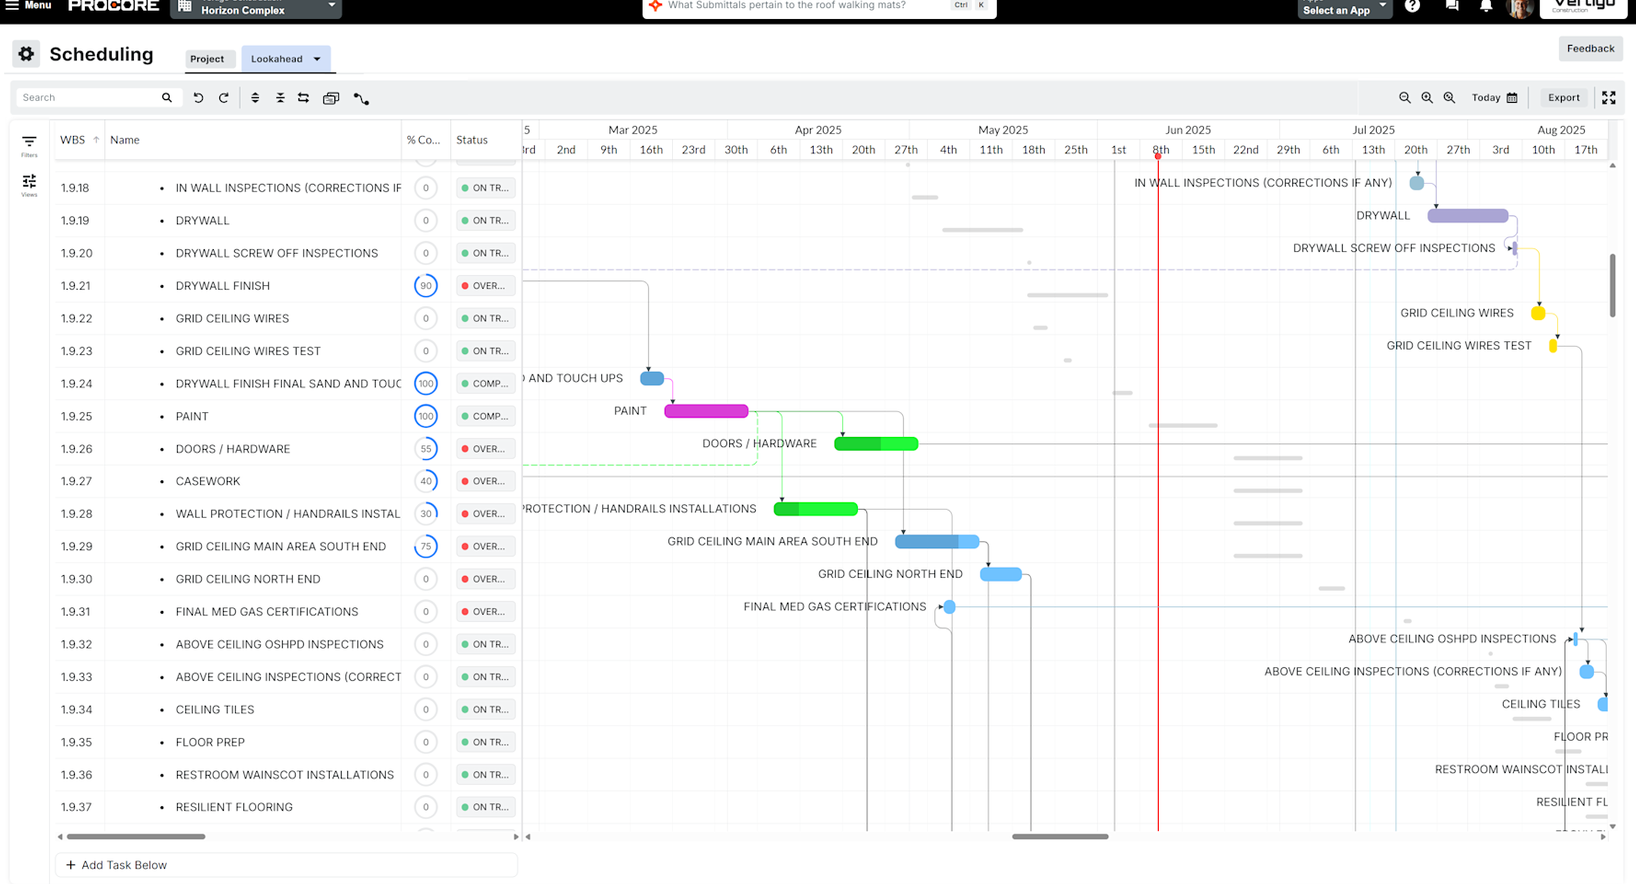 Menu PROCORE Horizon Complex What Submittals pertain to the roof walking mats? Ctrl K Select an App Vertigo Construction
Scheduling Project Lookahead Feedback
Search Today Export
Filters
Views
WBS Name % Co... Status
5 Mar 2025 Apr 2025 May 2025 Jun 2025 Jul 2025 Aug 2025
3rd 2nd 9th 16th 23rd 30th 6th 13th 20th 27th 4th 11th 18th 25th 1st 8th 15th 22nd 29th 6th 13th 20th 27th 3rd 10th 17th
1.9.18 • IN WALL INSPECTIONS (CORRECTIONS IF 0 ON TR... IN WALL INSPECTIONS (CORRECTIONS IF ANY)
1.9.19 • DRYWALL 0 ON TR... DRYWALL
1.9.20 • DRYWALL SCREW OFF INSPECTIONS 0 ON TR... DRYWALL SCREW OFF INSPECTIONS
1.9.21 • DRYWALL FINISH 90 OVER...
1.9.22 • GRID CEILING WIRES 0 ON TR... GRID CEILING WIRES
1.9.23 • GRID CEILING WIRES TEST 0 ON TR... GRID CEILING WIRES TEST
1.9.24 • DRYWALL FINISH FINAL SAND AND TOUC 100 COMP... D AND TOUCH UPS
1.9.25 • PAINT 100 COMP... PAINT
1.9.26 • DOORS / HARDWARE 55 OVER... DOORS / HARDWARE
1.9.27 • CASEWORK 40 OVER...
1.9.28 • WALL PROTECTION / HANDRAILS INSTAL 30 OVER... PROTECTION / HANDRAILS INSTALLATIONS
1.9.29 • GRID CEILING MAIN AREA SOUTH END 75 OVER... GRID CEILING MAIN AREA SOUTH END
1.9.30 • GRID CEILING NORTH END 0 OVER... GRID CEILING NORTH END
1.9.31 • FINAL MED GAS CERTIFICATIONS 0 OVER... FINAL MED GAS CERTIFICATIONS
1.9.32 • ABOVE CEILING OSHPD INSPECTIONS 0 ON TR... ABOVE CEILING OSHPD INSPECTIONS
1.9.33 • ABOVE CEILING INSPECTIONS (CORRECT 0 ON TR... ABOVE CEILING INSPECTIONS (CORRECTIONS IF ANY)
1.9.34 • CEILING TILES 0 ON TR... CEILING TILES
1.9.35 • FLOOR PREP 0 ON TR... FLOOR PR
1.9.36 • RESTROOM WAINSCOT INSTALLATIONS 0 ON TR... RESTROOM WAINSCOT INSTALL
1.9.37 • RESILIENT FLOORING 0 ON TR... RESILIENT FL
+ Add Task Below